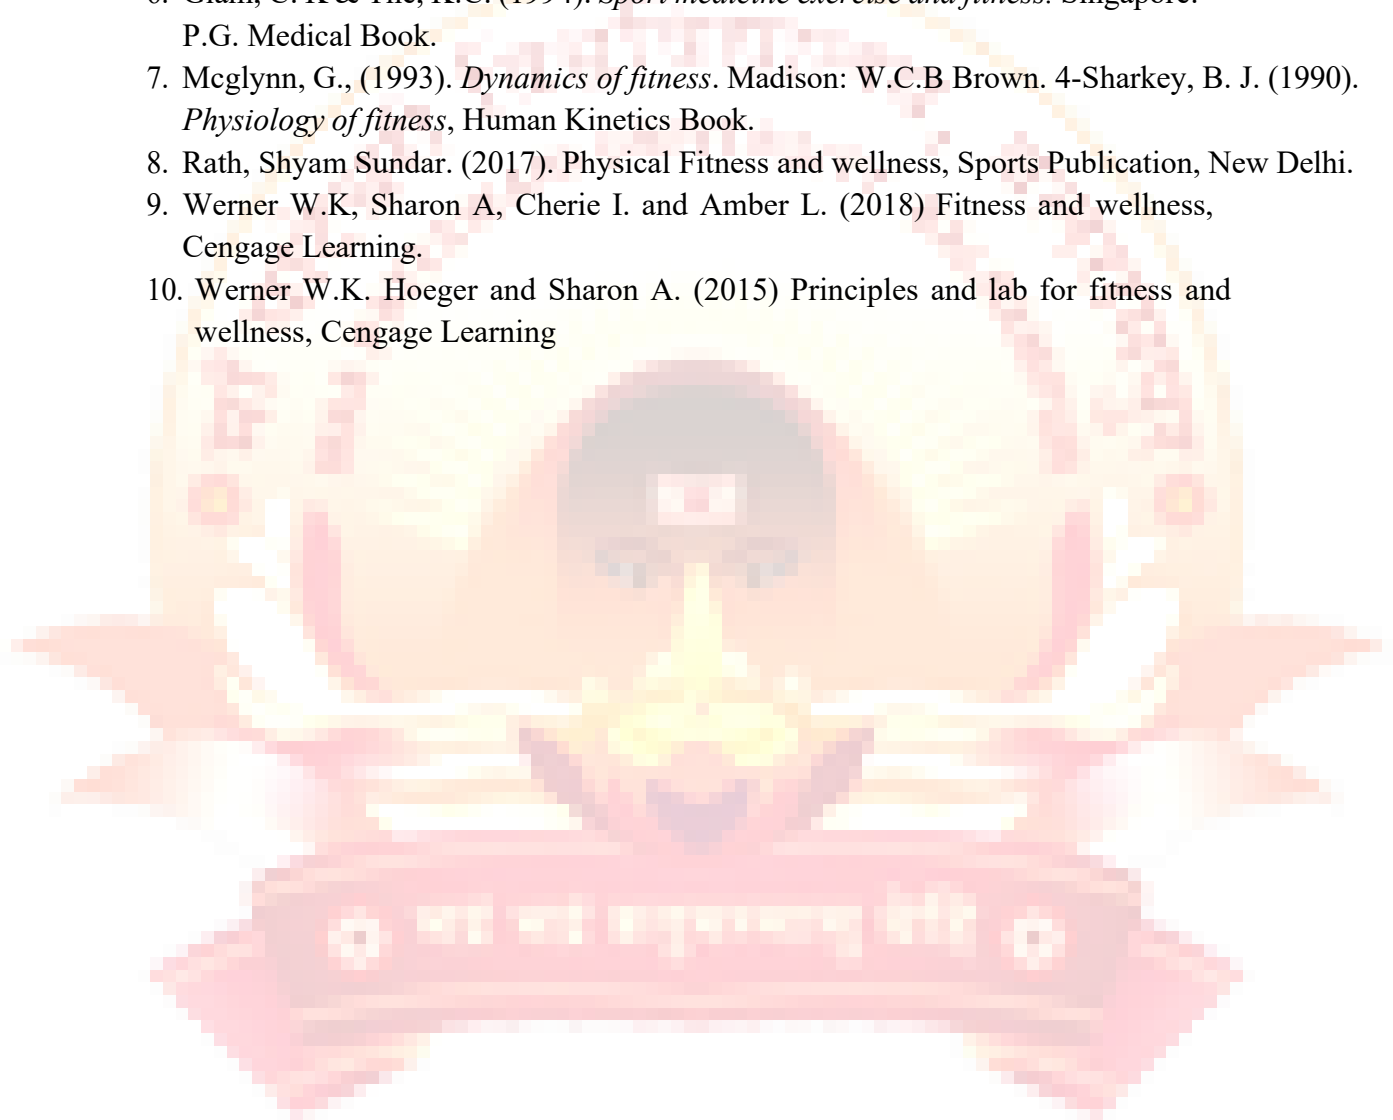 P.G. Medical Book.
7. Mcglynn, G., (1993). Dynamics of fitness. Madison: W.C.B Brown. 4-Sharkey, B. J. (1990).
Physiology of fitness, Human Kinetics Book.
8. Rath, Shyam Sundar. (2017). Physical Fitness and wellness, Sports Publication, New Delhi.
9. Werner W.K, Sharon A, Cherie I. and Amber L. (2018) Fitness and wellness,
Cengage Learning.
10. Werner W.K. Hoeger and Sharon A. (2015) Principles and lab for fitness and
wellness, Cengage Learning